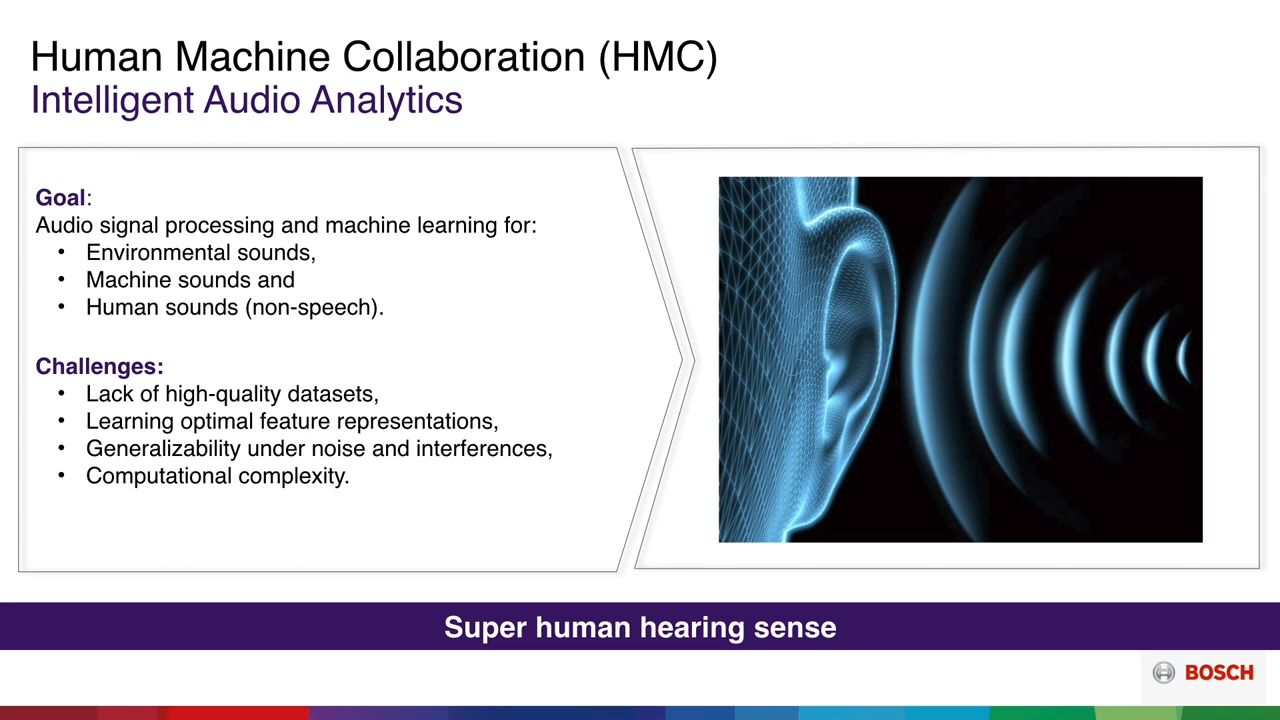 Human Machine Collaboration (HMC)
Intelligent Audio Analytics
Goal:
Audio signal processing and machine learning for:
• Environmental sounds,
• Machine sounds and
• Human sounds (non-speech).
Challenges:
• Lack of high-quality datasets,
• Learning optimal feature representations,
• Generalizability under noise and interferences,
• Computational complexity.
Super human hearing sense
BOSCH